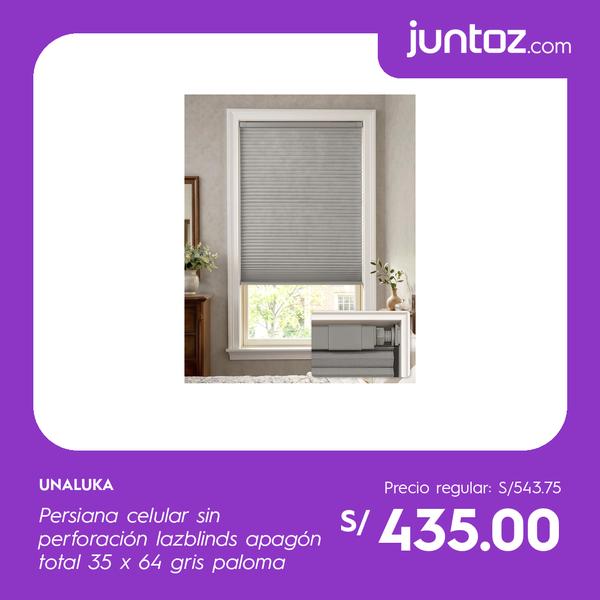 juntoz.com
UNALUKA
Persiana celular sin
perforación lazblinds apagón
total 35 x 64 gris paloma
Precio regular: S/543.75
S/ 435.00